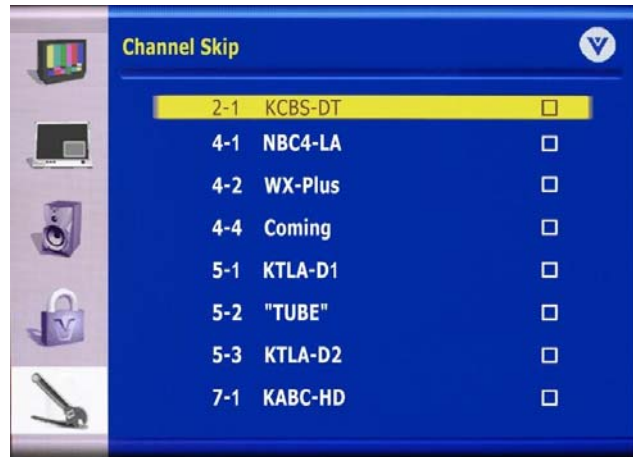 Channel Skip
2-1 KCBS-DT
4-1 NBC4-LA
4-2 WX-Plus
4-4 Coming
5-1 KTLA-D1
5-2 "TUBE"
5-3 KTLA-D2
7-1 KABC-HD